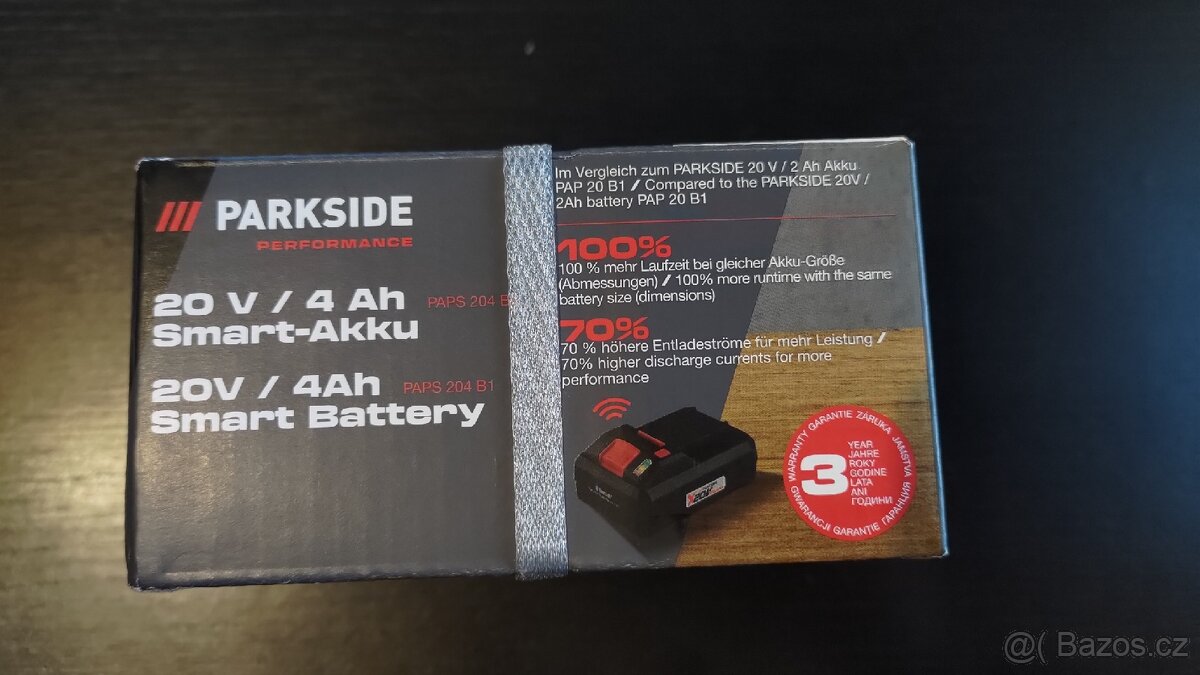 PARKSIDE
PERFORMANCE
20 V / 4 Ah PAPS 204 B
Smart-Akku
20V / 4Ah PAPS 204 B1
Smart Battery
Im Vergleich zum PARKSIDE 20 V / 2 Ah Akku
PAP 20 B1 / Compared to the PARKSIDE 20V /
2Ah battery PAP 20 B1
100%
100 % mehr Laufzeit bei gleicher Akku-Größe
(Abmessungen) / 100% more runtime with the same
battery size (dimensions)
70%
70 % höhere Entladeströme für mehr Leistung /
70% higher discharge currents for more
performance
X20V
WARRANTY GARANTIE ZÁRUKA JAMSTVA
3
YEAR
JAHRE
ROKY
GODINE
LATA
ANI
ГОДИНИ
GWARANCJI GARANȚIE ГАРАНЦИЯ
@( Bazos.cz